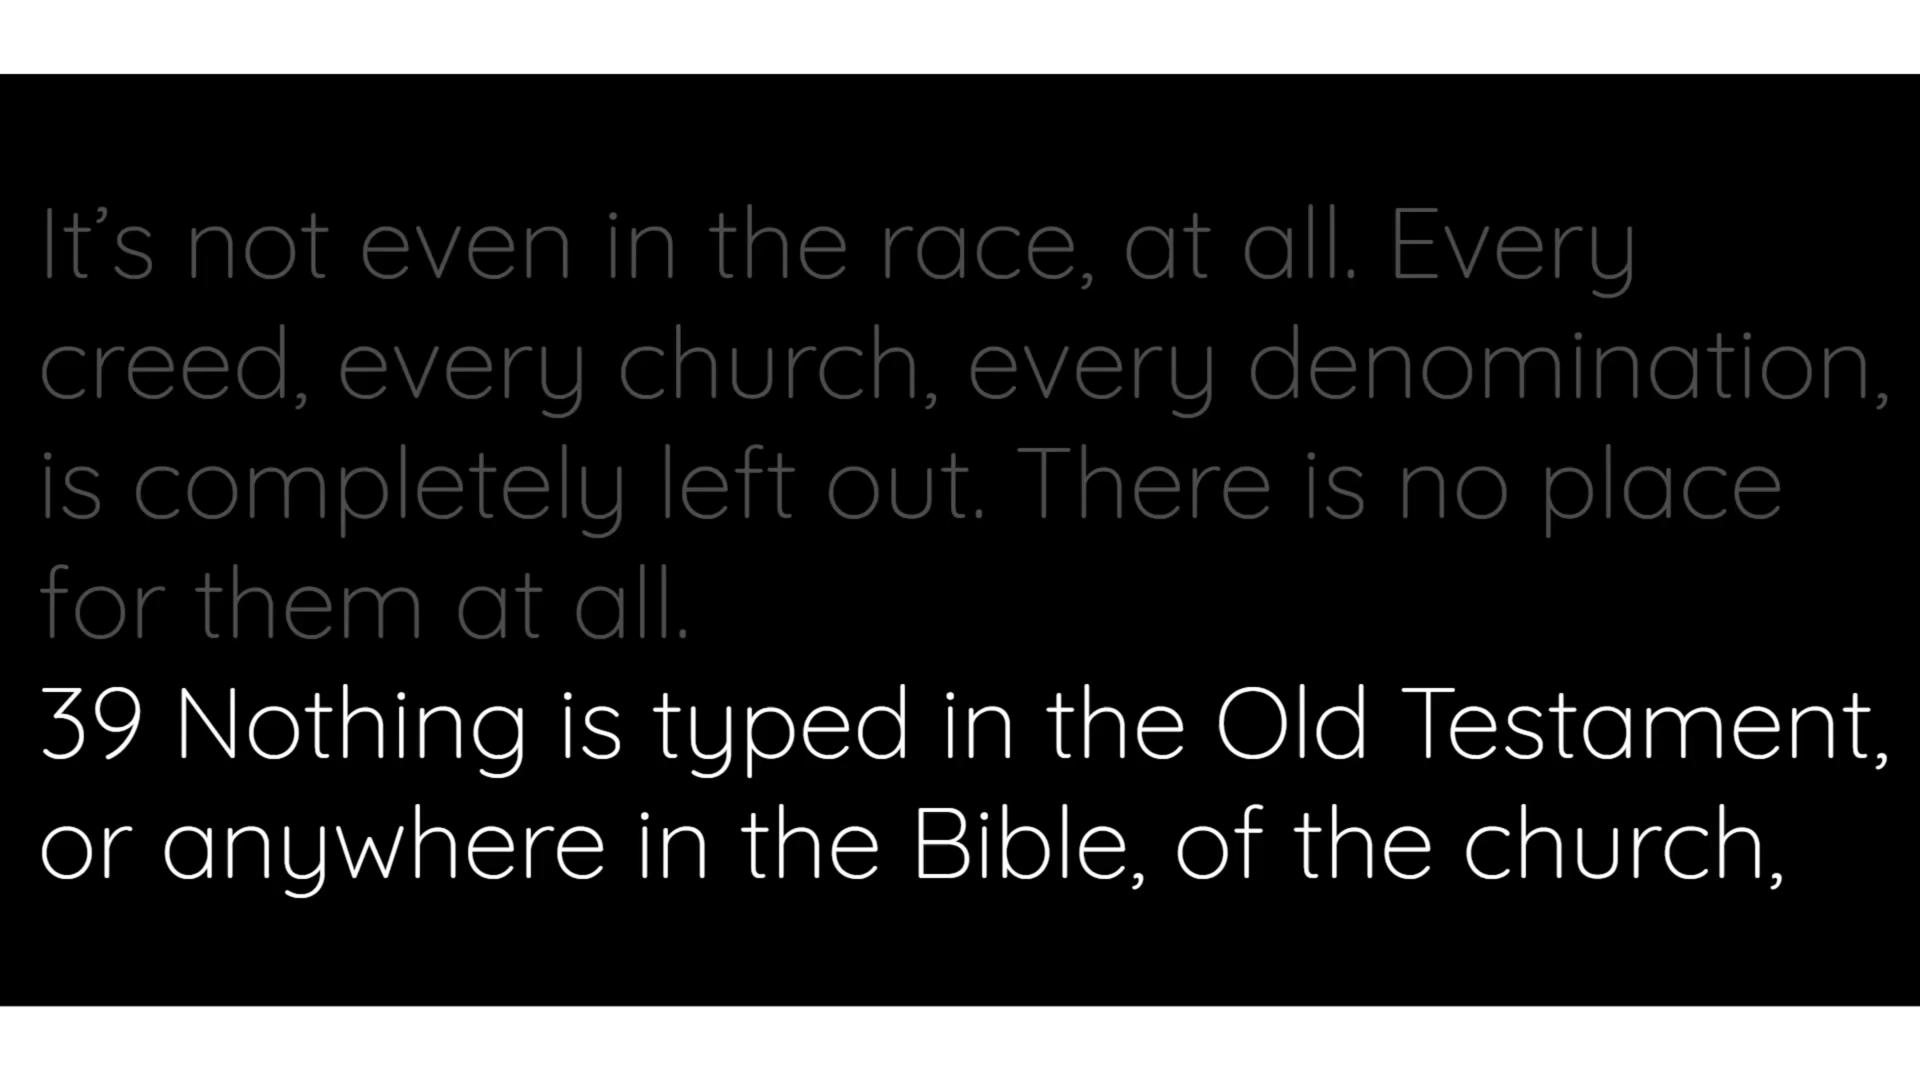 It’s not even in the race, at all. Every
creed, every church, every denomination,
is completely left out. There is no place
for them at all.
39 Nothing is typed in the Old Testament,
or anywhere in the Bible, of the church,